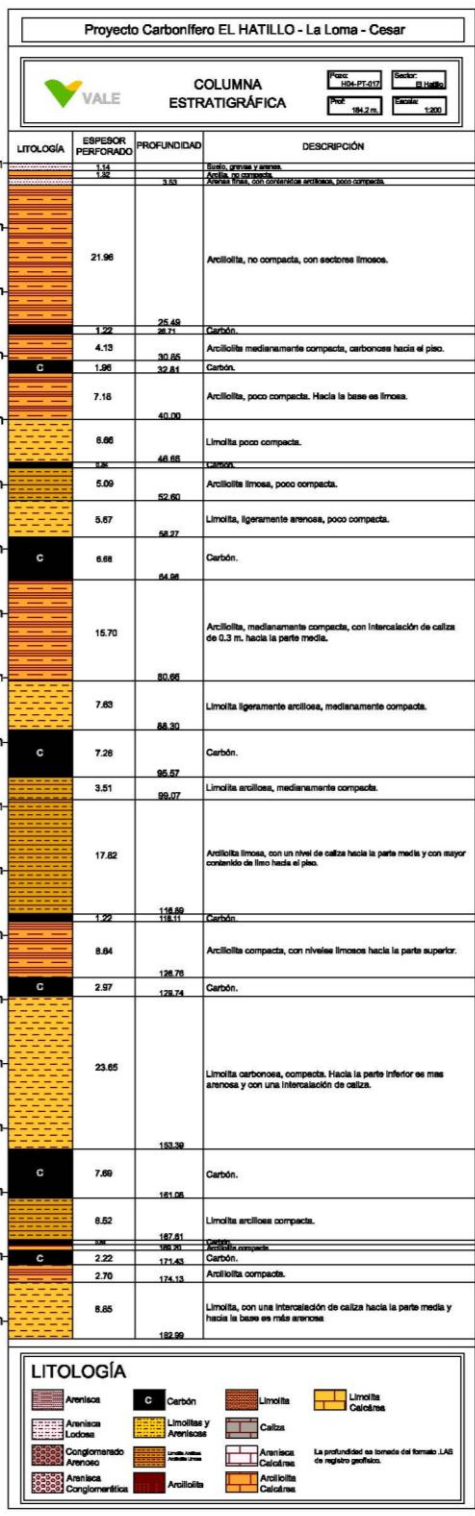 Proyecto Carbonífero EL HATILLO - La Loma - Cesar
VALE
COLUMNA
ESTRATIGRÁFICA
Pozo:
H04-PT-017
Sector:
El Hatillo
Prof:
184.2 m.
Escala:
1:200
LITOLOGÍA
ESPESOR
PERFORADO
PROFUNDIDAD
DESCRIPCIÓN
1.14 Suelo, gravas y arenas.
1.32 Arcilla, no compacta.
3.53 Arenas finas, con contenidos arcillosos, poco compacta.
21.96 Arcillolita, no compacta, con sectores limosos.
25.49
1.22 26.71 Carbón.
4.13 Arcillolita medianamente compacta, carbonosa hacia el piso.
30.85
C 1.96 32.81 Carbón.
7.18 Arcillolita, poco compacta. Hacia la base es limosa.
40.00
6.66 Limolita poco compacta.
46.66
Carbón.
5.09 Arcillolita limosa, poco compacta.
52.60
5.67 Limolita, ligeramente arenosa, poco compacta.
58.27
C 6.68 Carbón.
64.96
15.70 Arcillolita, medianamente compacta, con intercalación de caliza
de 0.3 m. hacia la parte media.
80.66
7.63 Limolita ligeramente arcillosa, medianamente compacta.
88.30
C 7.26 Carbón.
95.57
3.51 Limolita arcillosa, medianamente compacta.
99.07
17.82 Arcillolita limosa, con un nivel de caliza hacia la parte media y con mayor
contenido de limo hacia el piso.
116.89
1.22 118.11 Carbón.
8.64 Arcillolita compacta, con niveles limosos hacia la parte superior.
126.76
C 2.97 129.74 Carbón.
23.65 Limolita carbonosa, compacta. Hacia la parte inferior es mas
arenosa y con una intercalación de caliza.
153.39
C 7.69 Carbón.
161.08
6.52 Limolita arcillosa compacta.
167.61
Carbón.
169.20 Arcillolita compacta.
C 2.22 171.43 Carbón.
2.70 174.13 Arcillolita compacta.
8.85 Limolita, con una intercalación de caliza hacia la parte media y
hacia la base es más arenosa
182.99
LITOLOGÍA
Arenisca
C Carbón
Limolita
Limolita
Calcárea
Arenisca
Lodosa
Limolitas y
Areniscas
Caliza
Conglomerado
Arenoso
Limolita Arcillosa
Arcillolita Limosa
Arenisca
Calcárea
La profundidad es tomada del formato .LAS
de registro geofísico.
Arenisca
Conglomerítica
Arcillolita
Arcillolita
Calcárea